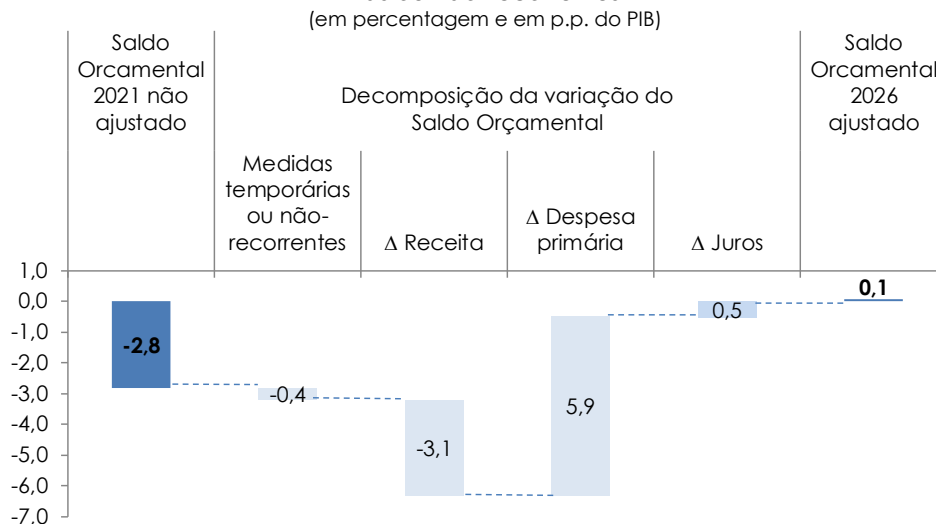 (em percentagem e em p.p. do PIB)
Saldo
Orcamental
2021 não
ajustado
Decomposição da variação do
Saldo Orçamental
Saldo
Orcamental
2026
ajustado
Medidas
temporárias
ou não-
recorrentes
Δ Receita
Δ Despesa
primária
Δ Juros
1,0
0,0
-1,0
-2,0
-3,0
-4,0
-5,0
-6,0
-7,0
-2,8
-0,4
-3,1
5,9
0,5
0,1